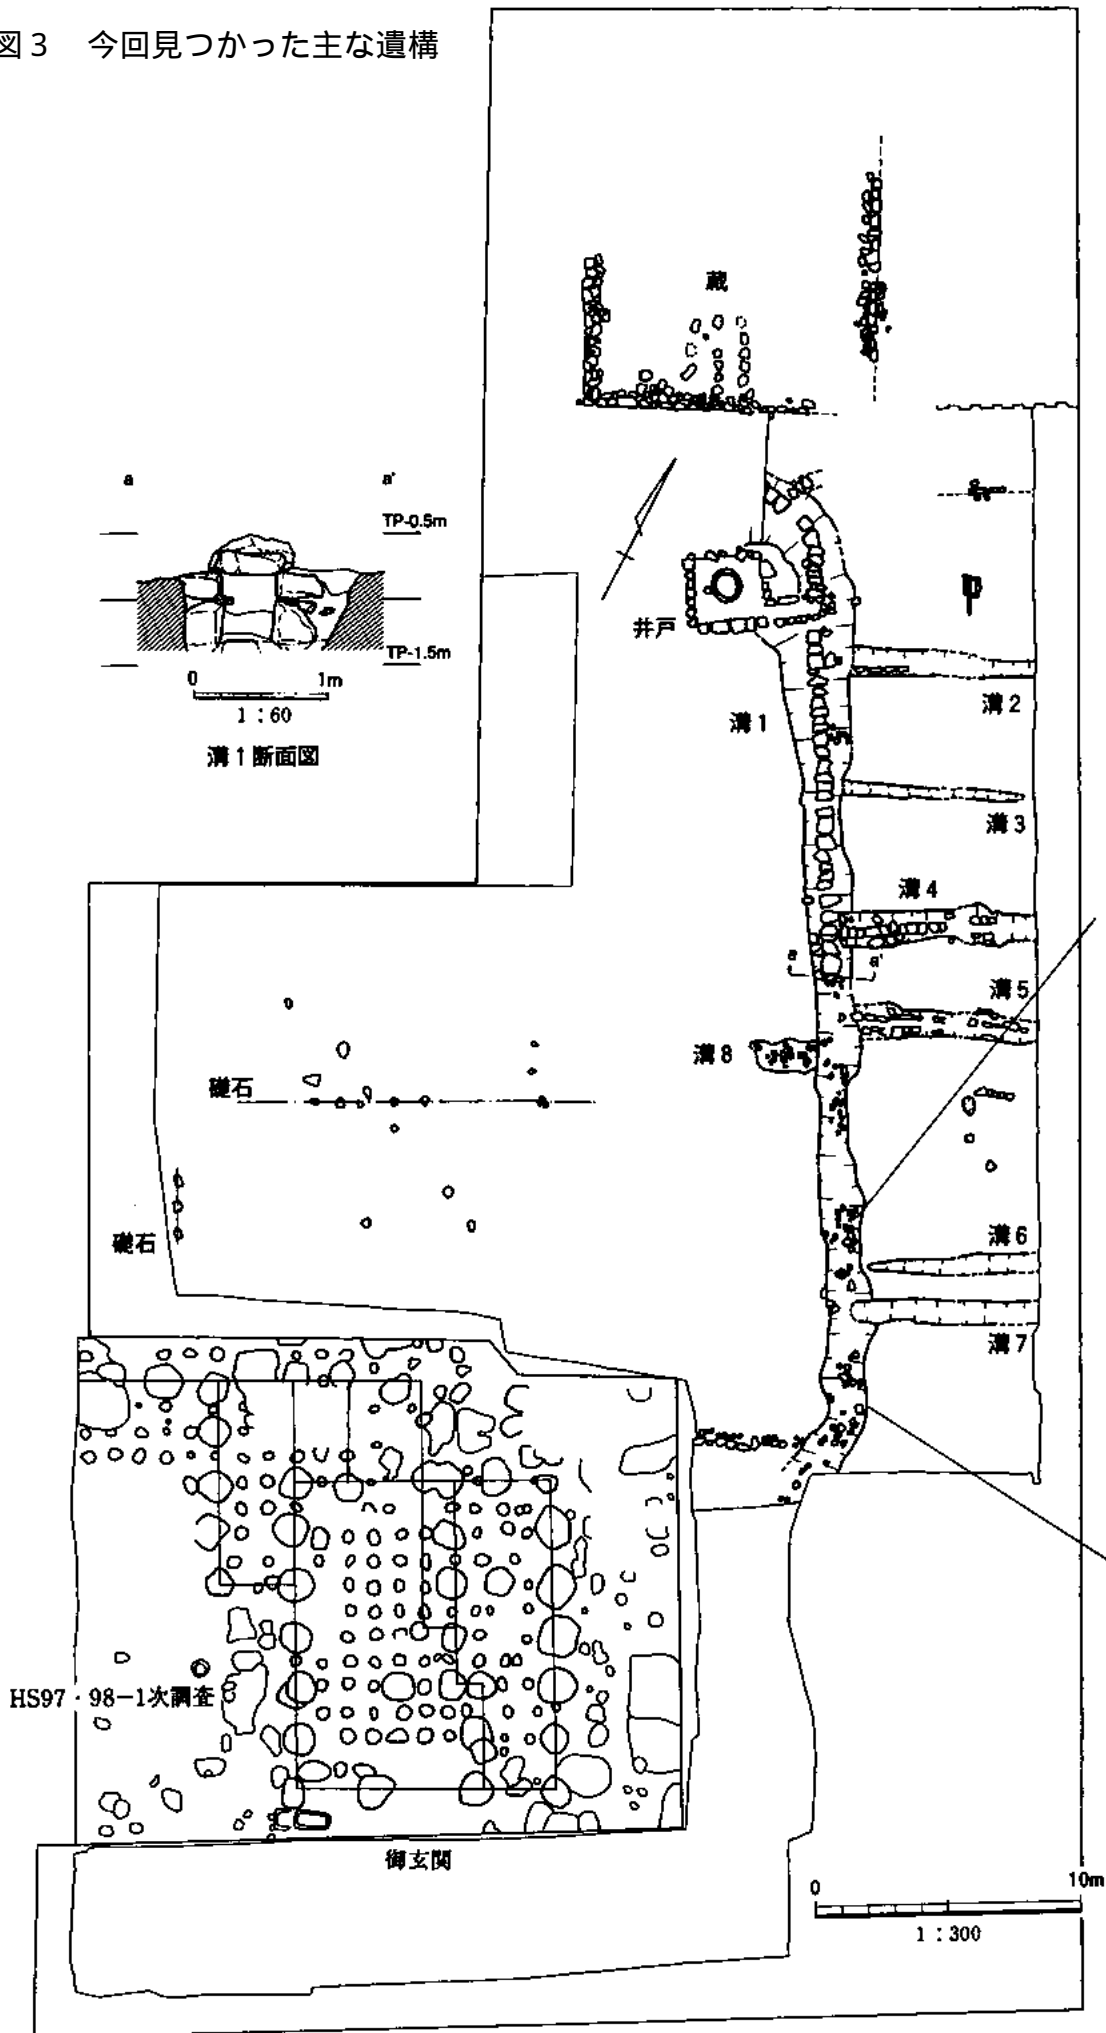 図3 今回見つかった主な遺構
蔵
a a'
TP-0.5m
TP-1.5m
0 1m
1:60
溝1断面図
井戸
溝1
溝2
溝3
溝4
a a'
溝5
溝8
礎石
礎石
溝6
溝7
HS97・98-1次調査
御玄関
0 10m
1:300